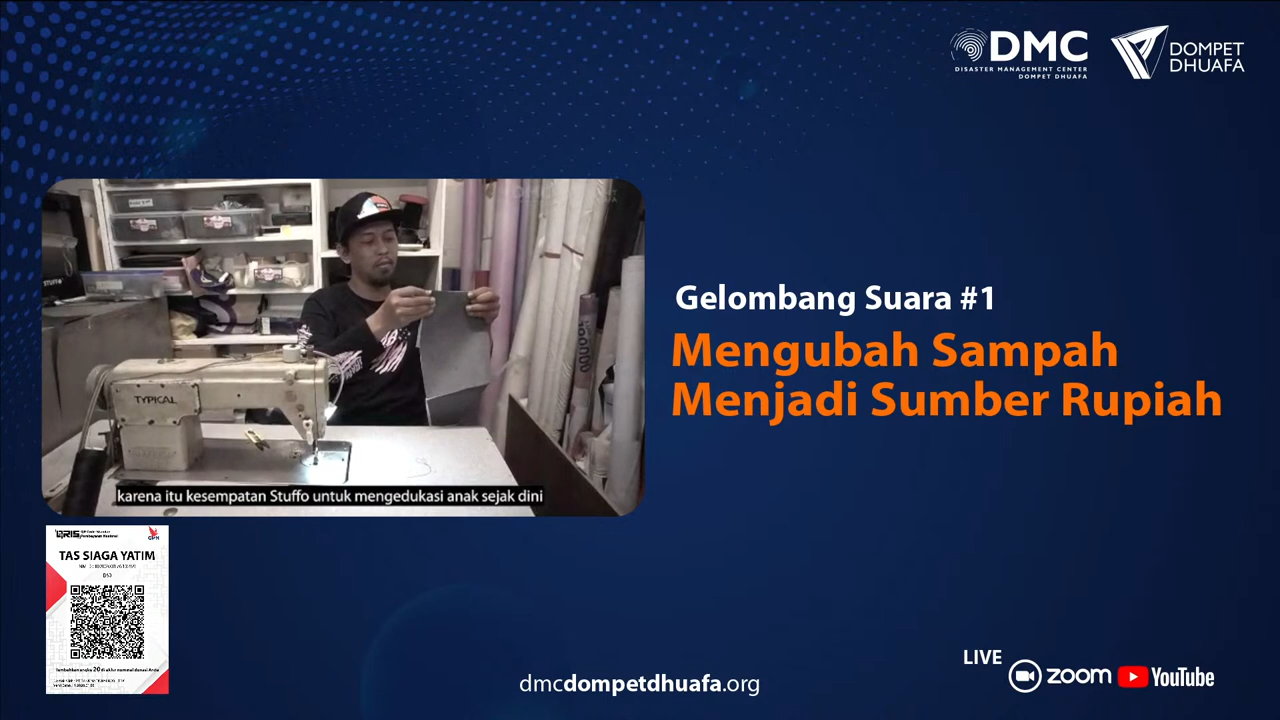 DMC
DISASTER MANAGEMENT CENTER
DOMPET DHUAFA
DOMPET
DHUAFA
TYPICAL
karena itu kesempatan Stuffo untuk mengedukasi anak sejak dini
Gelombang Suara #1
Mengubah Sampah
Menjadi Sumber Rupiah
QRIS
GPN
TAS SIAGA YATIM
dmcdompetdhuafa.org
LIVE
zoom
YouTube